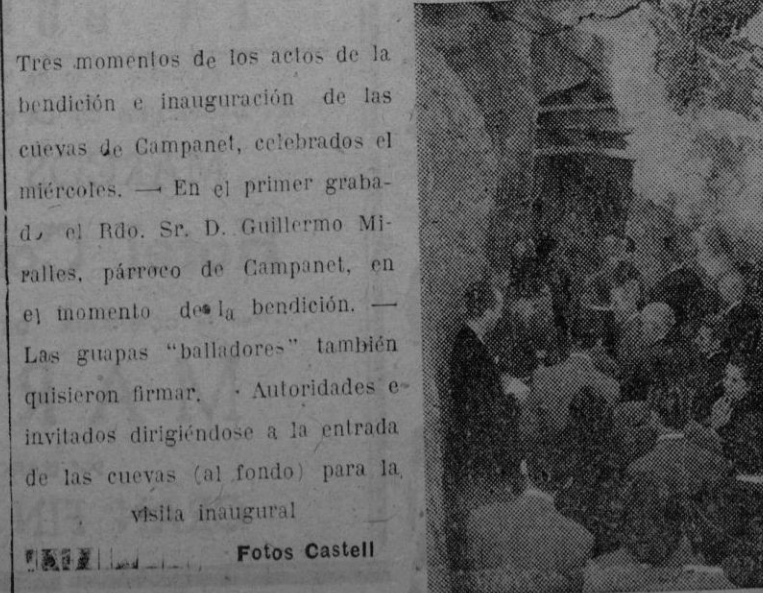 Tres momentos de los actos de la
bendición e inauguración de las
cuevas de Campanet, celebrados el
miércoles. — En el primer graba-
do el Rdo. Sr. D. Guillermo Mi-
ralles, párroco de Campanet, en
el momento de la bendición. —
Las guapas "balladores" también
quisieron firmar. - Autoridades e
invitados dirigiéndose a la entrada
de las cuevas (al fondo) para la
visita inaugural
Fotos Castell